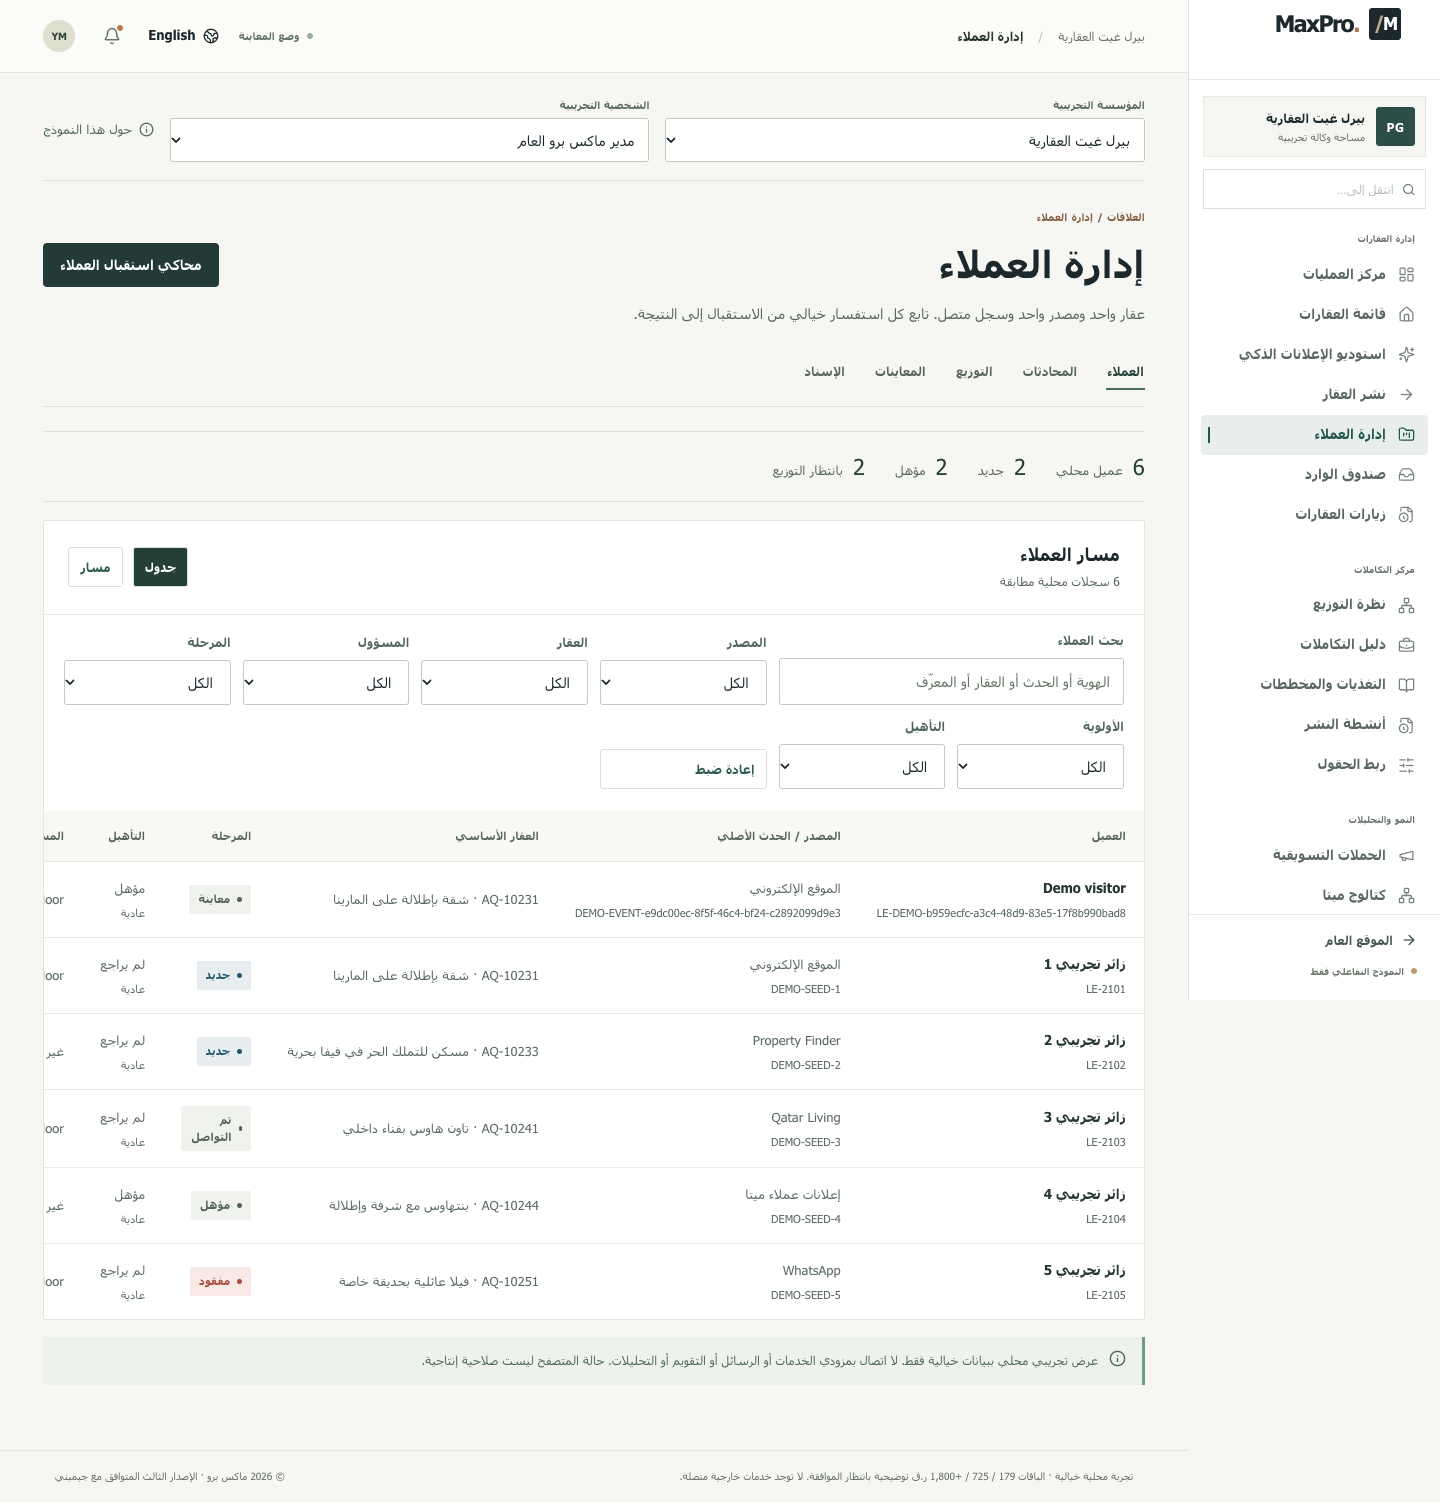 MaxPro. /M
بيرل غيت العقارية / إدارة العملاء
وضع المعاينة
English
YM
PG
بيرل غيت العقارية
مساحة وكالة تجريبية
انتقل إلى...
إدارة العقارات
مركز العمليات
قائمة العقارات
استوديو الإعلانات الذكي
نشر العقار
إدارة العملاء
صندوق الوارد
زيارات العقارات
مركز التكاملات
نظرة التوزيع
دليل التكاملات
التغذيات والمخططات
أنشطة النشر
ربط الحقول
النمو والتحليلات
الحملات التسويقية
كتالوج ميتا
الموقع العام
النموذج التفاعلي فقط
المؤسسة التجريبية
بيرل غيت العقارية
الشخصية التجريبية
مدير ماكس برو العام
حول هذا النموذج
العلاقات / إدارة العملاء
إدارة العملاء
محاكي استقبال العملاء
عقار واحد ومصدر واحد وسجل متصل. تابع كل استفسار خيالي من الاستقبال إلى النتيجة.
العملاء المحادثات التوزيع المعاينات الإسناد
6 عميل محلي 2 جديد 2 مؤهل 2 بانتظار التوزيع
مسار العملاء
6 سجلات محلية مطابقة
جدول مسار
بحث العملاء المصدر العقار المسؤول المرحلة
الهوية أو الحدث أو العقار أو المعرّف الكل الكل الكل الكل
الأولوية التأهيل
الكل الكل إعادة ضبط
العميل المصدر / الحدث الأصلي العقار الأساسي المرحلة التأهيل
Demo visitor الموقع الإلكتروني AQ-10231 · شقة بإطلالة على المارينا معاينة مؤهل
LE-DEMO-b959ecfc-a3c4-48d9-83e5-17f8b990bad8 DEMO-EVENT-e9dc00ec-8f5f-46c4-bf24-c2892099d9e3 عادية
زائر تجريبي 1 الموقع الإلكتروني AQ-10231 · شقة بإطلالة على المارينا جديد لم يراجع
LE-2101 DEMO-SEED-1 عادية
زائر تجريبي 2 Property Finder AQ-10233 · مسكن للتملك الحر في فيفا بحرية جديد لم يراجع غير
LE-2102 DEMO-SEED-2 عادية
زائر تجريبي 3 Qatar Living AQ-10241 · تاون هاوس بفناء داخلي تم التواصل لم يراجع
LE-2103 DEMO-SEED-3 عادية
زائر تجريبي 4 إعلانات عملاء ميتا AQ-10244 · بنتهاوس مع شرفة وإطلالة مؤهل مؤهل غير
LE-2104 DEMO-SEED-4 عادية
زائر تجريبي 5 WhatsApp AQ-10251 · فيلا عائلية بحديقة خاصة مفقود لم يراجع
LE-2105 DEMO-SEED-5 عادية
عرض تجريبي محلي ببيانات خيالية فقط. لا اتصال بمزودي الخدمات أو الرسائل أو التقويم أو التحليلات. حالة المتصفح ليست صلاحية إنتاجية.
تجربة محلية خيالية · الباقات 179 / 725 / +1,800 ر.ق توضيحية بانتظار الموافقة. لا توجد خدمات خارجية متصلة.
© 2026 ماكس برو · الإصدار الثالث المتوافق مع جيميني